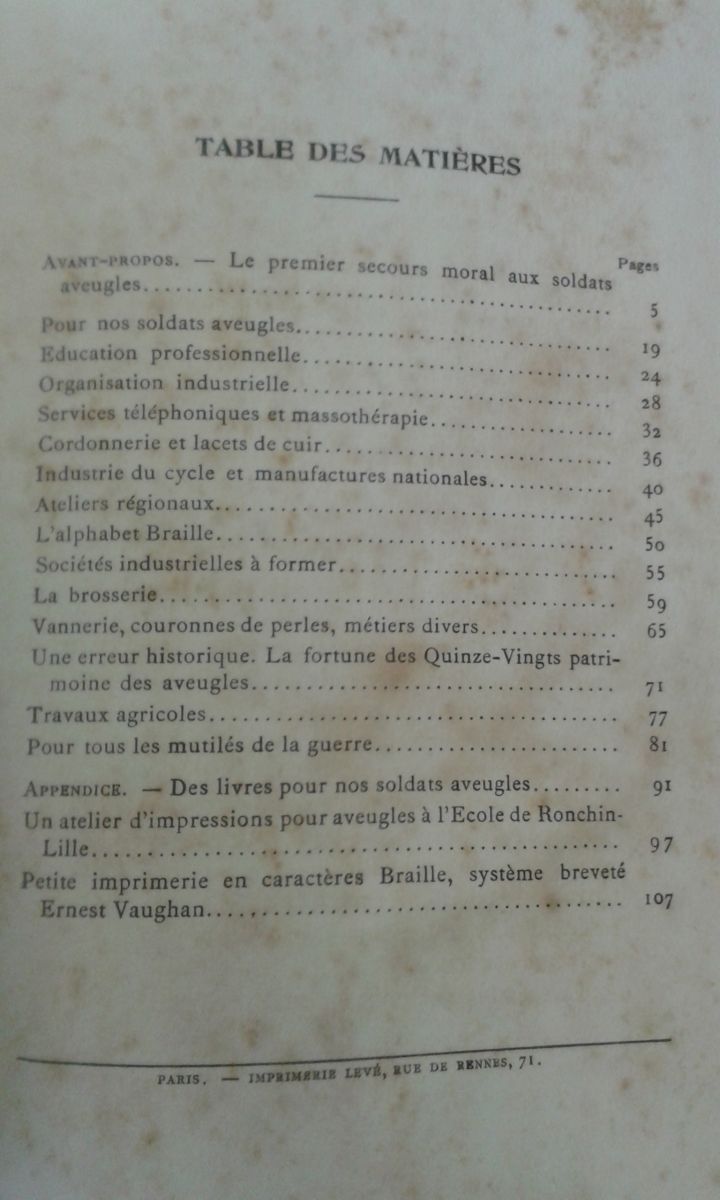 TABLE DES MATIÈRES
Pages
AVANT-PROPOS. — Le premier secours moral aux soldats
aveugles........................................ 5
Pour nos soldats aveugles........................ 19
Education professionnelle........................ 24
Organisation industrielle........................ 28
Services téléphoniques et massothérapie.......... 32
Cordonnerie et lacets de cuir.................... 36
Industrie du cycle et manufactures nationales.... 40
Ateliers régionaux............................... 45
L'alphabet Braille............................... 50
Sociétés industrielles à former.................. 55
La brosserie..................................... 59
Vannerie, couronnes de perles, métiers divers.... 65
Une erreur historique. La fortune des Quinze-Vingts patri-
moine des aveugles............................... 71
Travaux agricoles................................ 77
Pour tous les mutilés de la guerre............... 81
APPENDICE. — Des livres pour nos soldats aveugles......... 91
Un atelier d'impressions pour aveugles à l'Ecole de Ronchin-
Lille............................................ 97
Petite imprimerie en caractères Braille, système breveté
Ernest Vaughan................................... 107
PARIS. — IMPRIMERIE LEVÉ, RUE DE RENNES, 71.